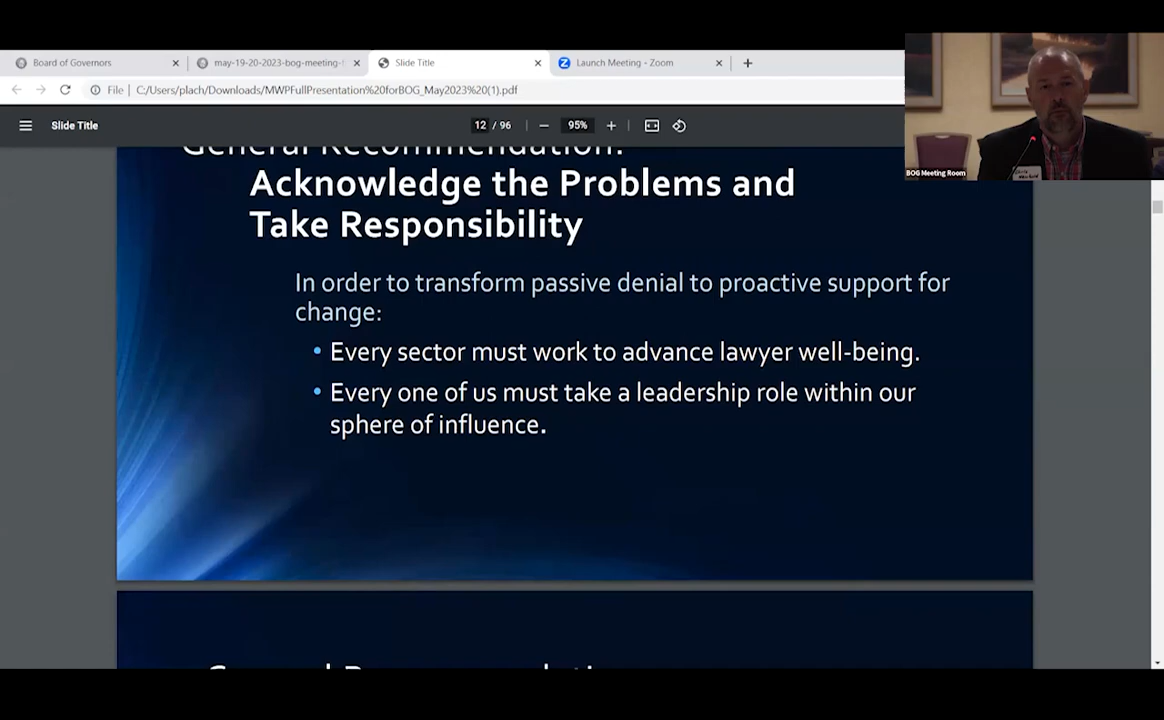 Board of Governors
may-19-20-2023-bog-meeting-
Slide Title
Launch Meeting - Zoom
File
C:/Users/plach/Downloads/MWPFullPresentation%20forBOG_May2023%20(1).pdf
Slide Title
12 / 96
95%
BOG Meeting Room
General Recommendation:
Acknowledge the Problems and
Take Responsibility
In order to transform passive denial to proactive support for
change:
• Every sector must work to advance lawyer well-being.
• Every one of us must take a leadership role within our
sphere of influence.